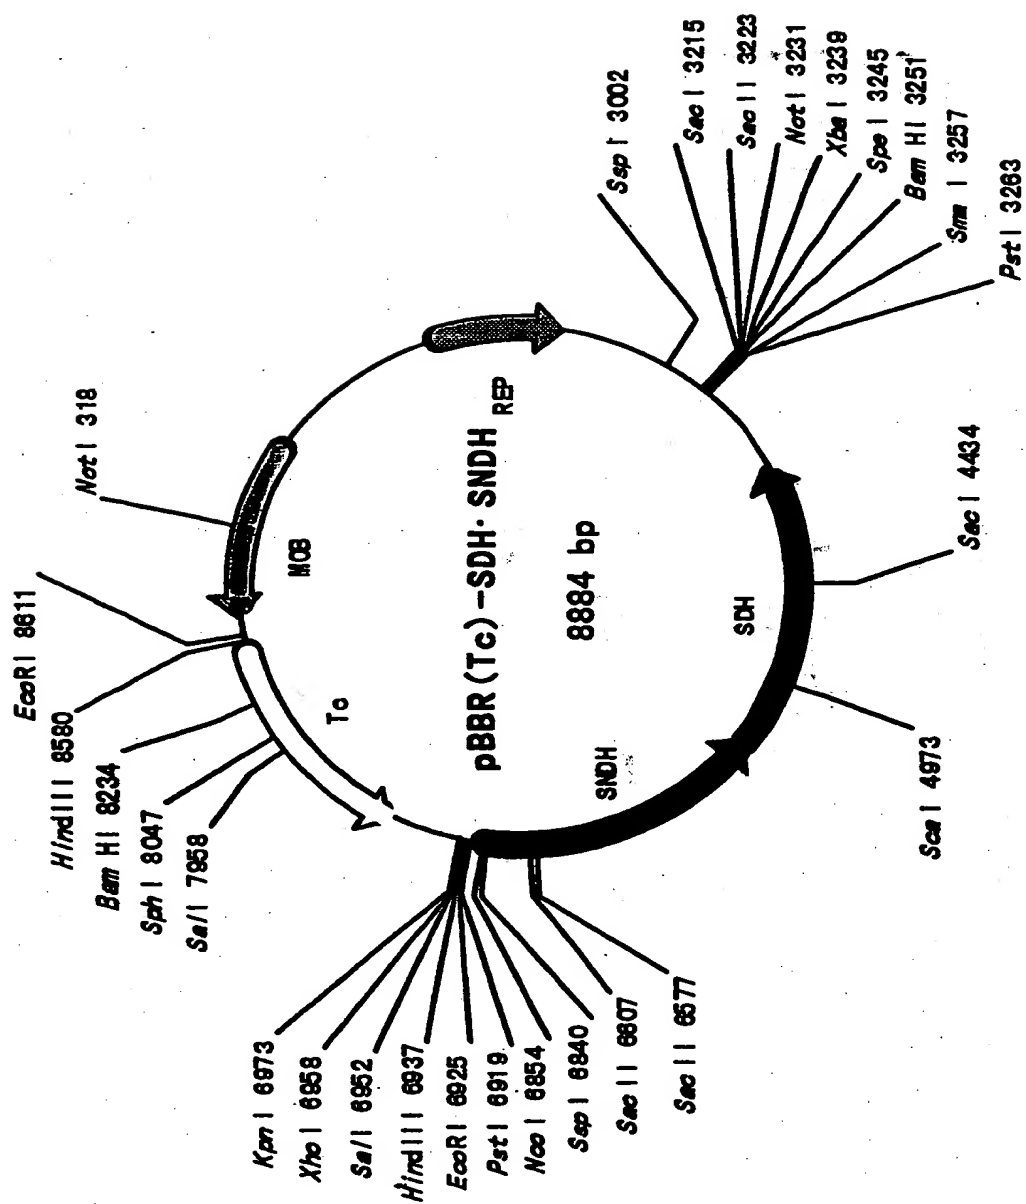 Not I 318
EcoRI 8611
HindIII 8580
Bam HI 8234
Sph I 8047
Sal I 7958
Kpn I 6973
Xho I 6958
Sal I 6952
HindIII 6937
EcoRI 6925
Pst I 6919
Nco I 6854
Ssp I 6840
Sac II 6607
Sac II 6577
Sca I 4973
Sac I 4434
Pst I 3263
Sma I 3257
Bam HI 3251
Spe I 3245
Xba I 3239
Not I 3231
Sac II 3223
Sac I 3215
Ssp I 3002
MOB
Tc
REP
SNDH
SDH
pBBR(Tc)-SDH·SNDH
8884 bp